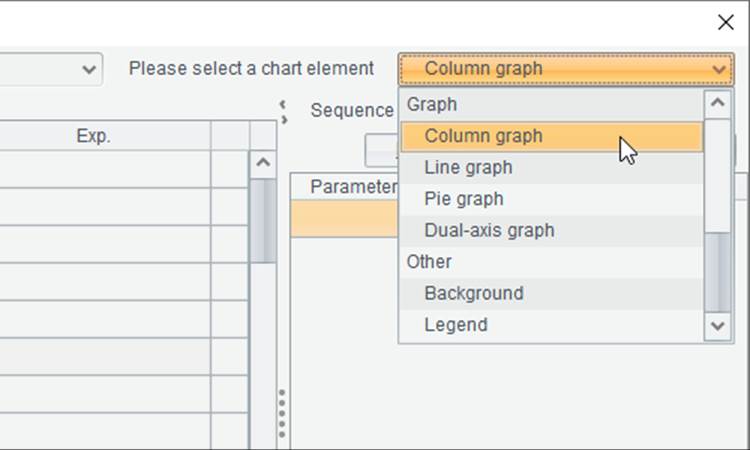 Please select a chart element
Column graph
Sequence
Graph
Exp.
Column graph
Line graph
Parameter
Pie graph
Dual-axis graph
Other
Background
Legend